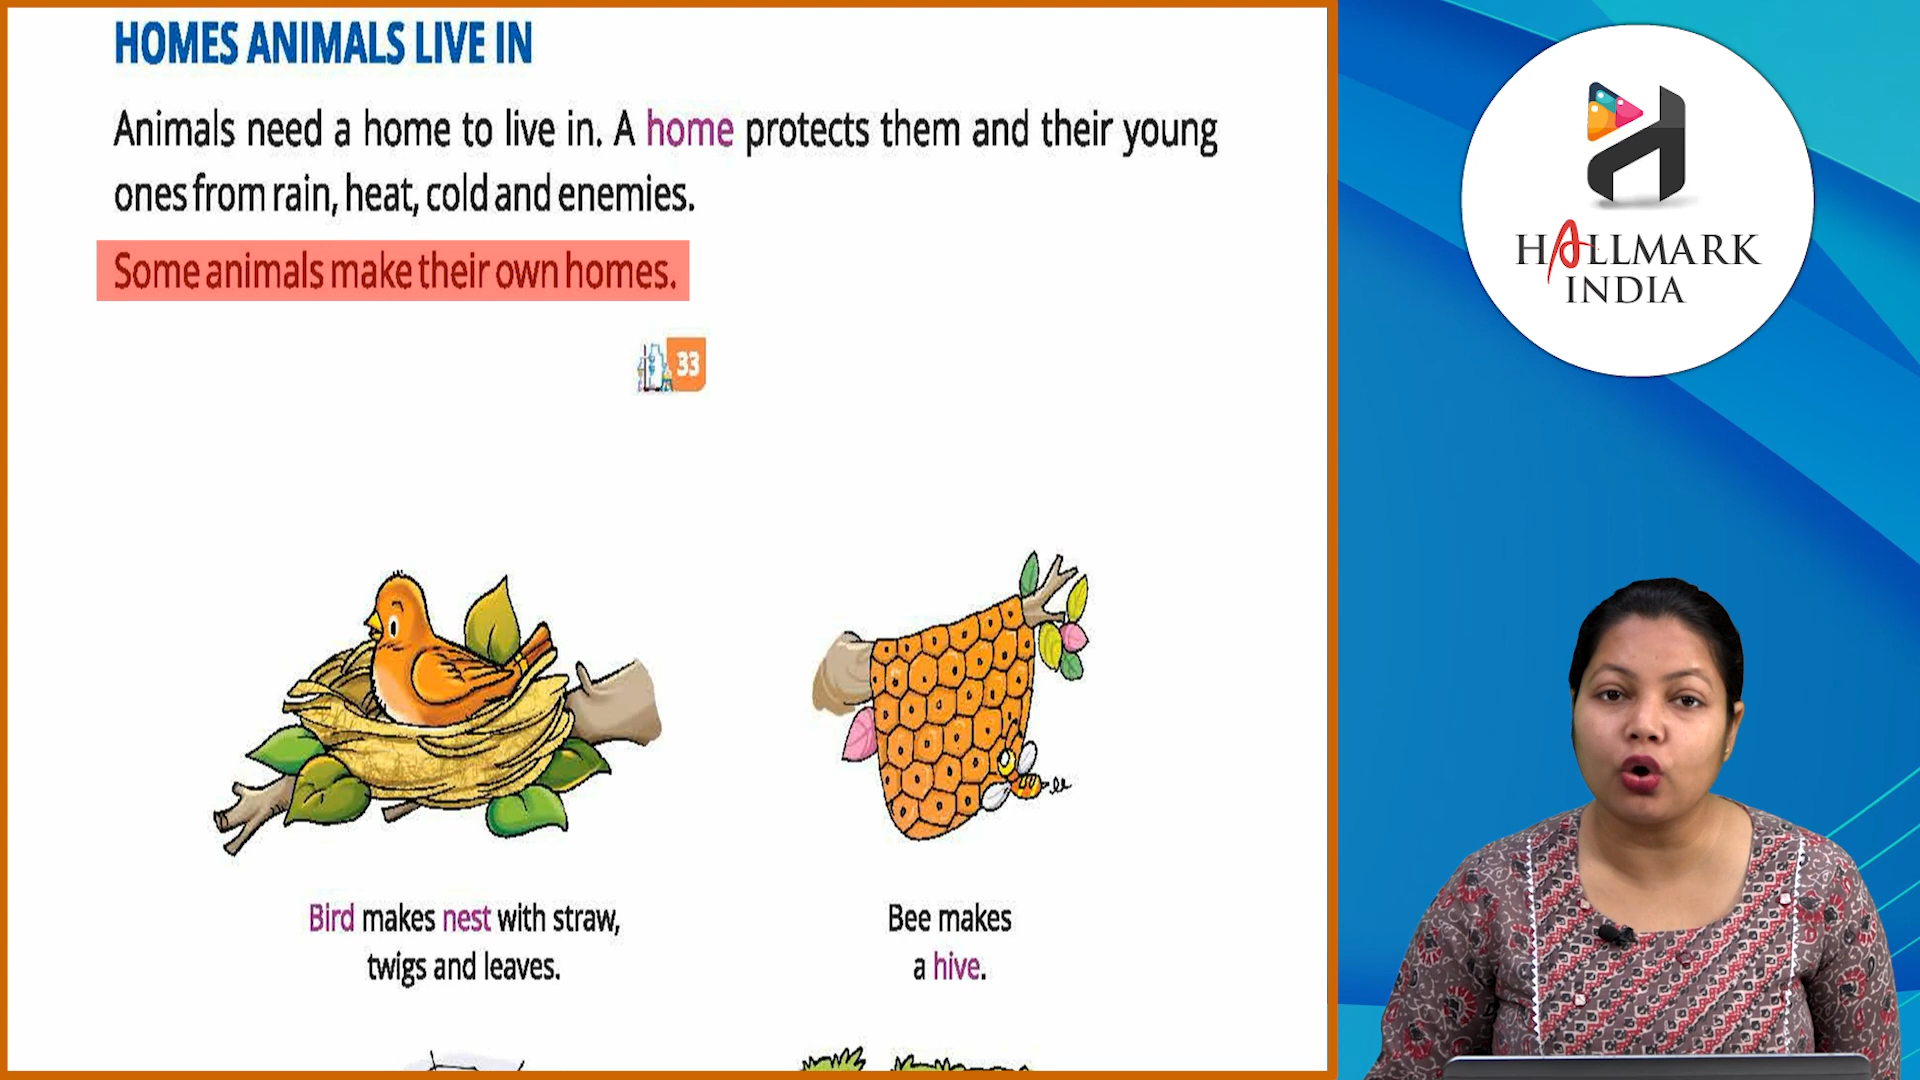 HOMES ANIMALS LIVE IN
Animals need a home to live in. A home protects them and their young
ones from rain, heat, cold and enemies.
Some animals make their own homes.
33
Bird makes nest with straw,
twigs and leaves.
Bee makes
a hive.
HALLMARK
INDIA